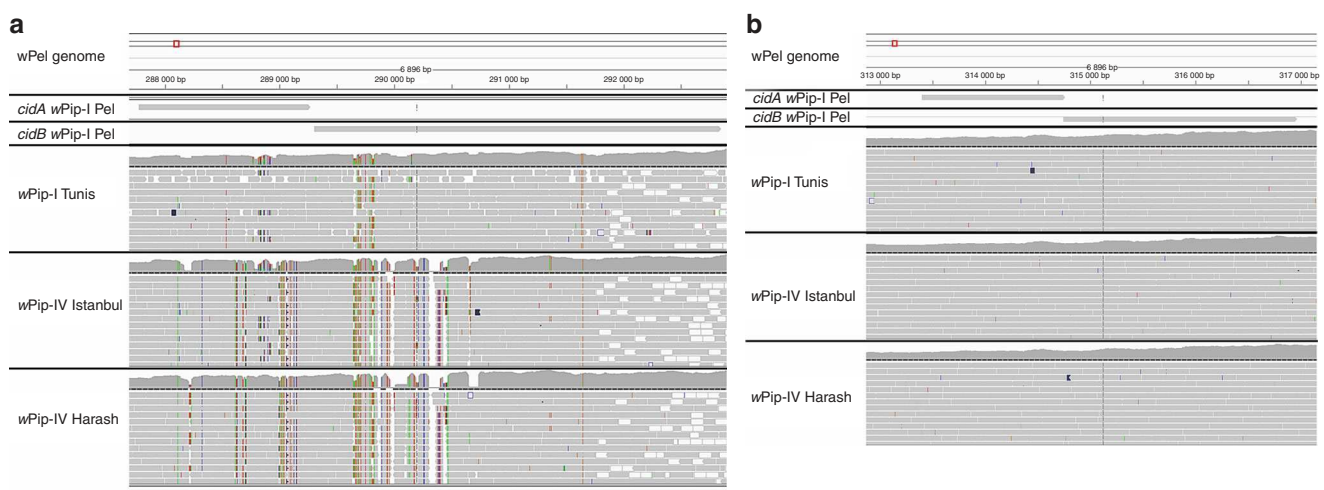 a
wPel genome
6 896 bp
288 000 bp 289 000 bp 290 000 bp 291 000 bp 292 000 bp
cidA wPip-I Pel
cidB wPip-I Pel
wPip-I Tunis
wPip-IV Istanbul
wPip-IV Harash
b
wPel genome
6 896 bp
313 000 bp 314 000 bp 315 000 bp 316 000 bp 317 000 bp
cidA wPip-I Pel
cidB wPip-I Pel
wPip-I Tunis
wPip-IV Istanbul
wPip-IV Harash